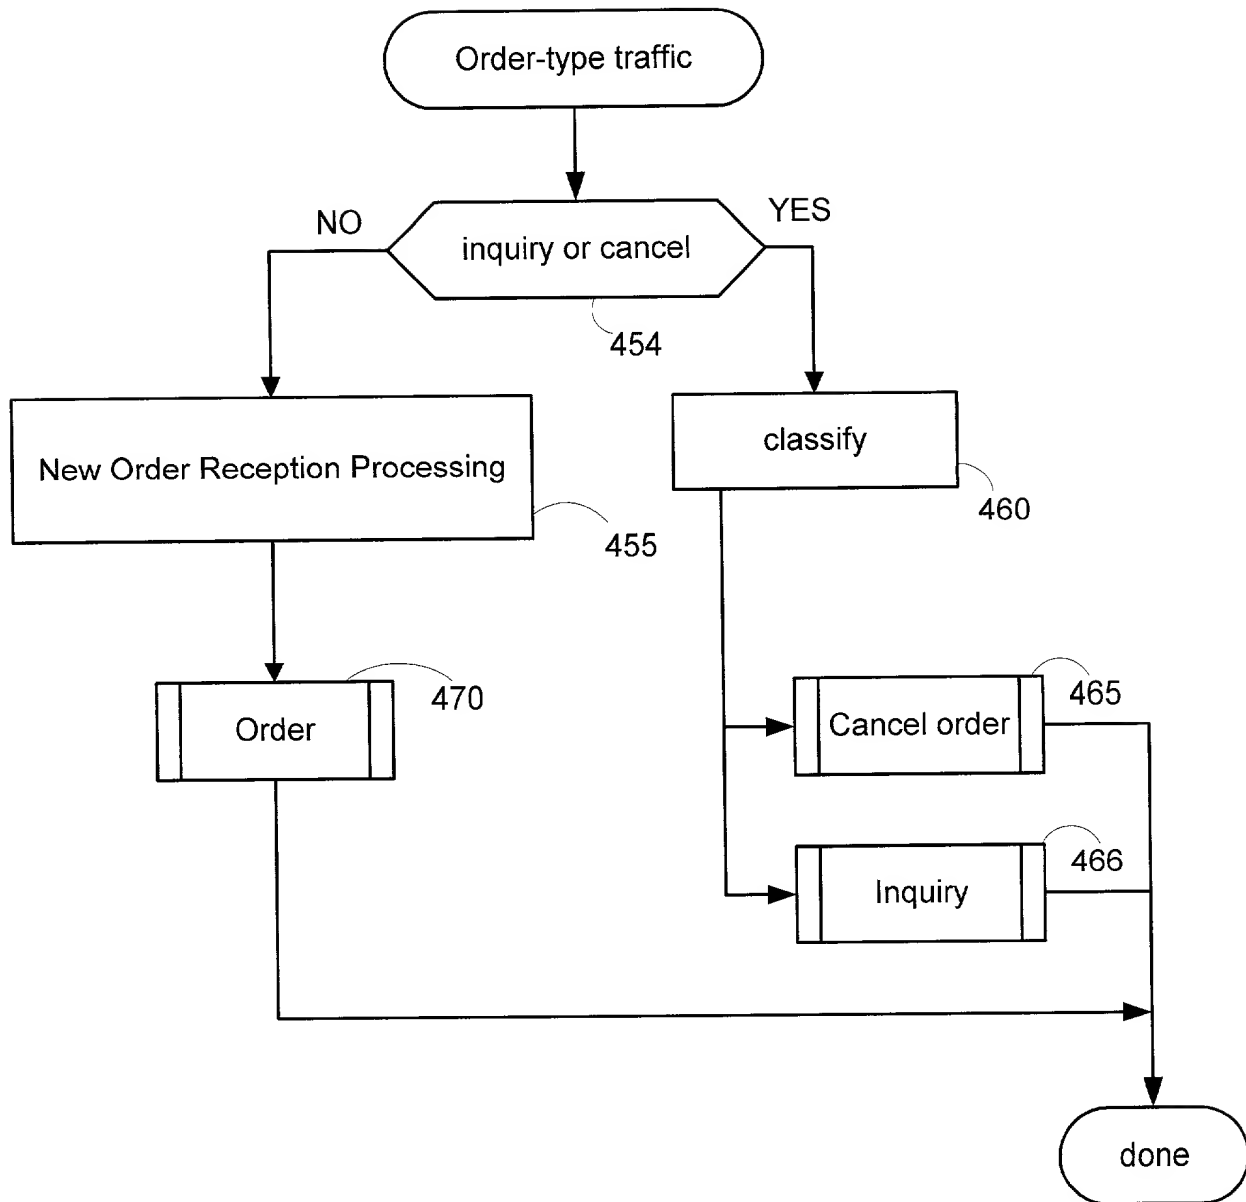 Order-type traffic
NO
YES
inquiry or cancel
454
classify
New Order Reception Processing
460
455
465
470
Cancel order
Order
466
Inquiry
done